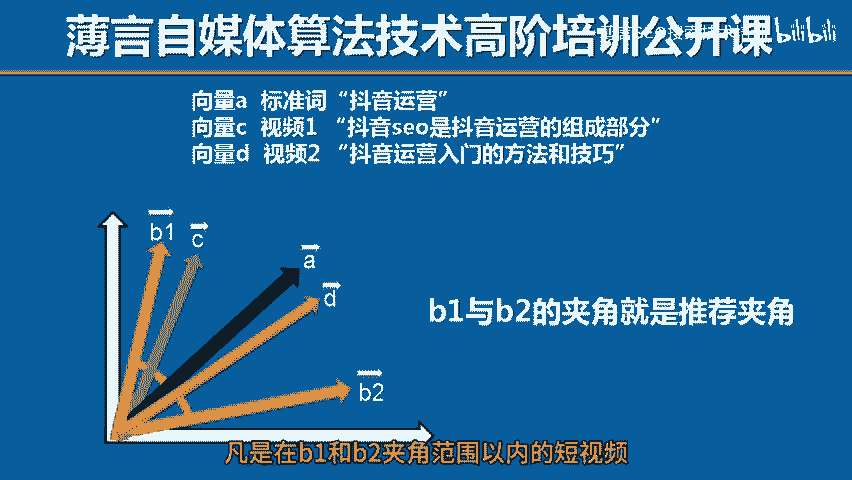 薄言自媒体算法技术高阶培训公开课
bilibili
向量a 标准词“抖音运营”
向量c 视频1 “抖音seo是抖音运营的组成部分”
向量d 视频2 “抖音运营入门的方法和技巧”
b1
c
a
d
b1与b2的夹角就是推荐夹角
b2
凡是在b1和b2夹角范围以内的短视频